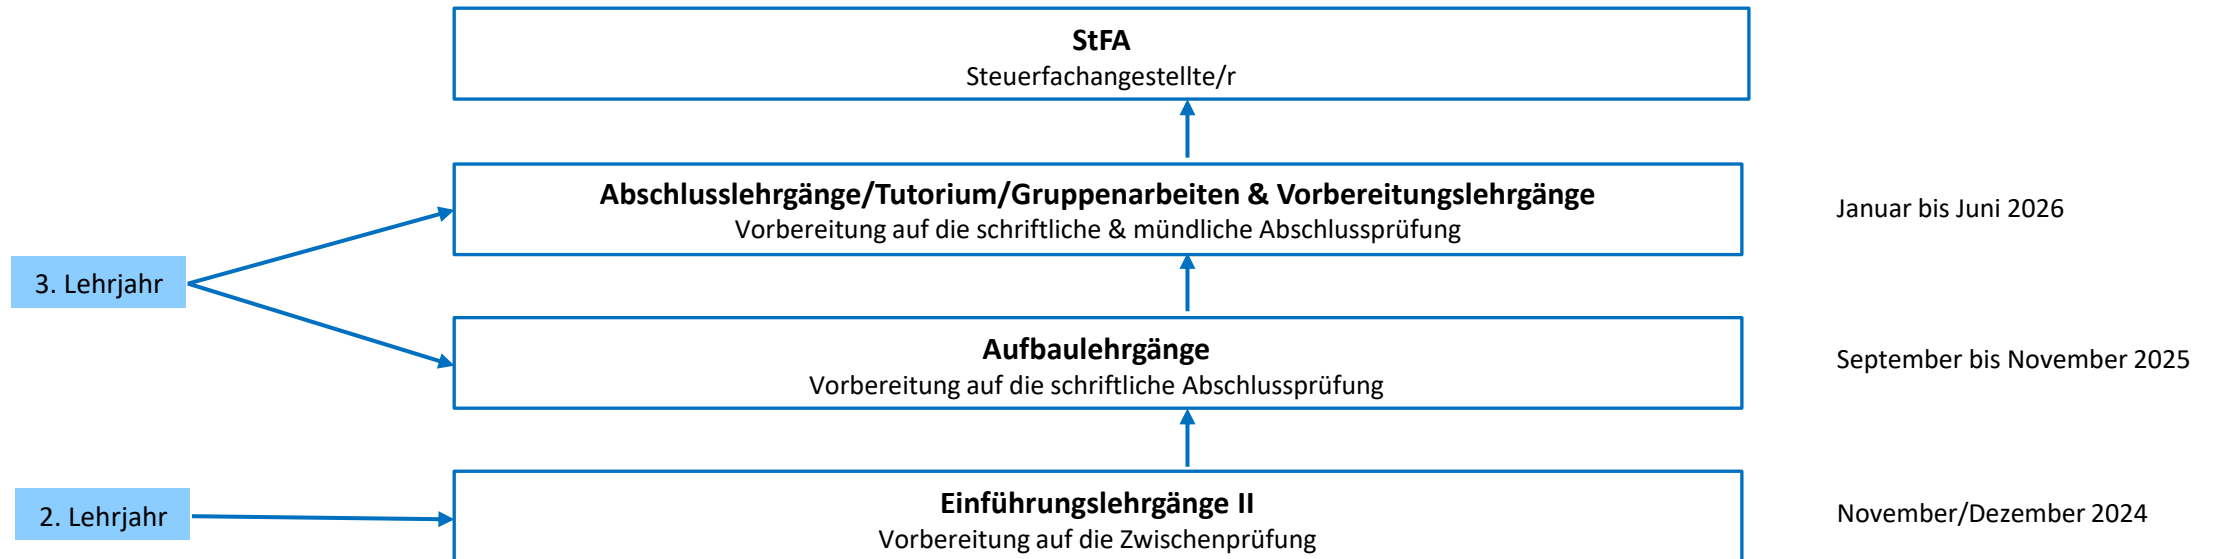 StFA
Steuerfachangestellte/r
Abschlusslehrgänge/Tutorium/Gruppenarbeiten & Vorbereitungslehrgänge
Vorbereitung auf die schriftliche & mündliche Abschlussprüfung
Januar bis Juni 2026
3. Lehrjahr
Aufbaulehrgänge
Vorbereitung auf die schriftliche Abschlussprüfung
September bis November 2025
2. Lehrjahr
Einführungslehrgänge II
Vorbereitung auf die Zwischenprüfung
November/Dezember 2024